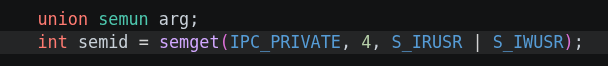 union semun arg;
int semid = semget(IPC_PRIVATE, 4, S_IRUSR | S_IWUSR);